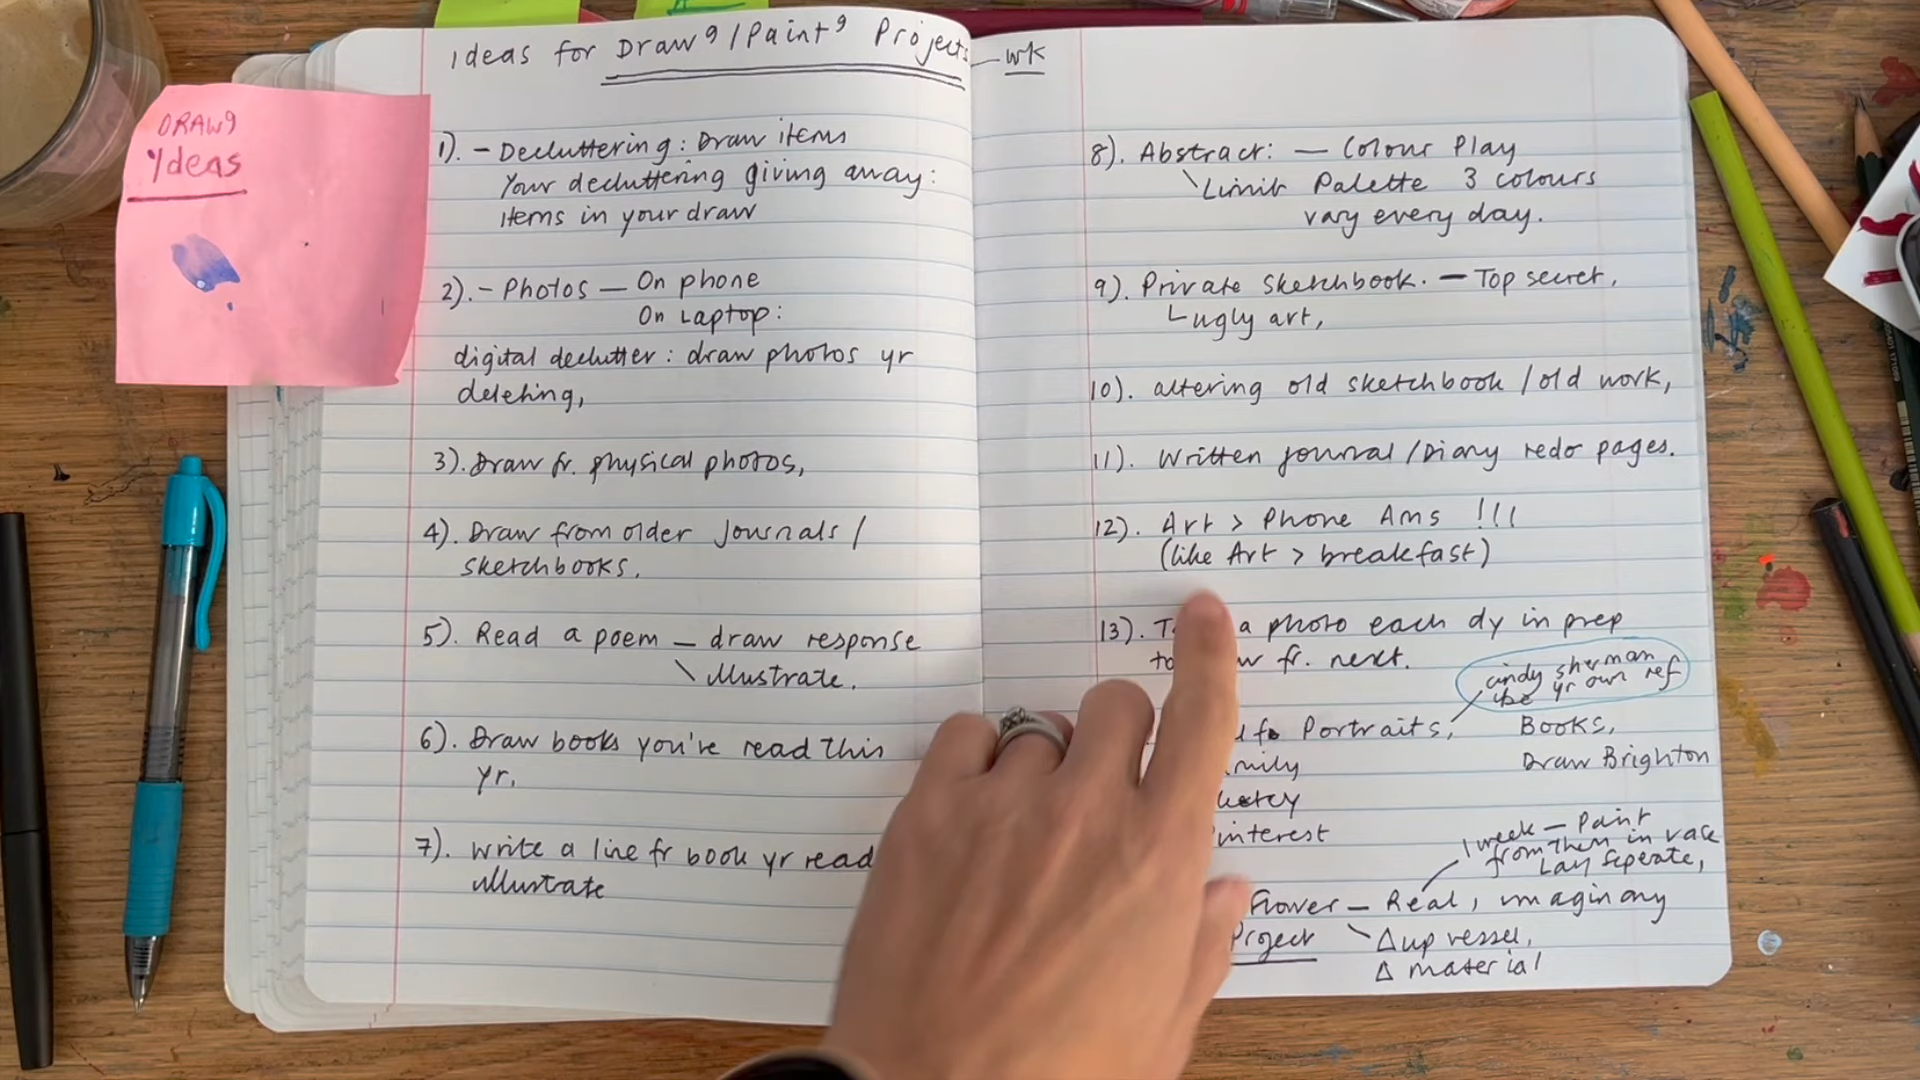 DRAWg
Ideas
Ideas for Drawg/Paintg Projects — wk
1). – Decluttering: Draw items
Your decluttering giving away:
items in your draw
2). – Photos — On phone
On Laptop:
digital declutter: draw photos yr
deleting,
3). Draw fr. physical photos,
4). Draw from older Journals /
sketchbooks.
5). Read a poem — draw response
\ illustrate.
6). Draw books you've read this
yr.
7). Write a line fr book yr read
illustrate
8). Abstract: — Colour Play
\ Limit Palette 3 colours
vary every day.
9). Private Sketchbook. — Top secret,
ugly art,
10). altering old sketchbook / old work,
11). Written journal / Diary redo pages.
12). Art > Phone Ams !!!
(like Art > breakfast)
13). a photo each dy in prep
fr. next.
cindy sherman
be yr own ref
Portraits,
Books,
Draw Brighton
Pinterest
1 week — Paint
from them in vase
Lay seperate,
Flower — Real, imaginary
Project \ Δ up vessel,
Δ material